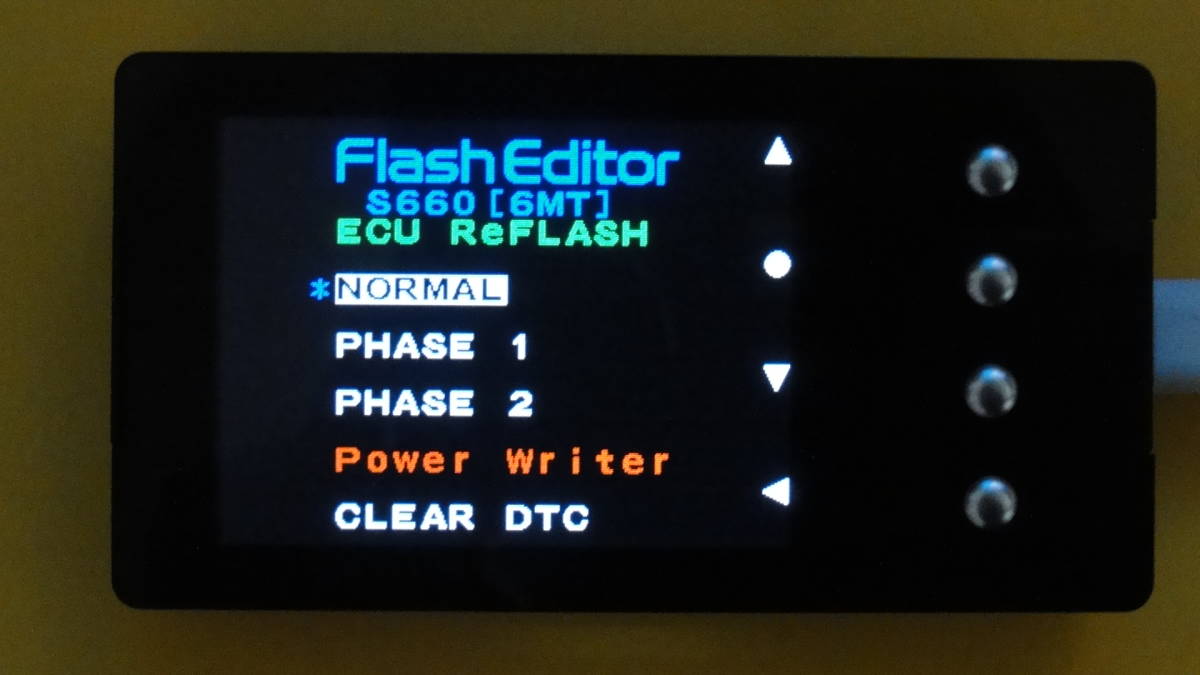 Flash Editor
S660[6MT]
ECU ReFLASH
*NORMAL
PHASE 1
PHASE 2
Power Writer
CLEAR DTC